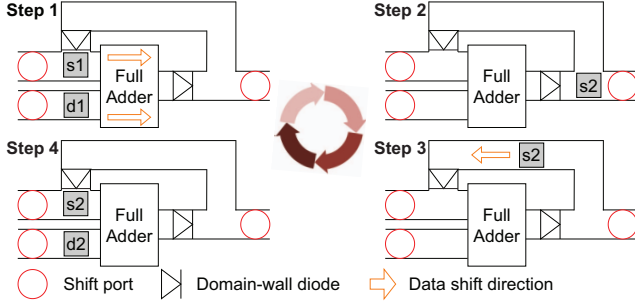 Step 1
s1
d1
Full
Adder
Step 2
Full
Adder
s2
Step 4
s2
d2
Full
Adder
Step 3
s2
Full
Adder
Shift port
Domain-wall diode
Data shift direction